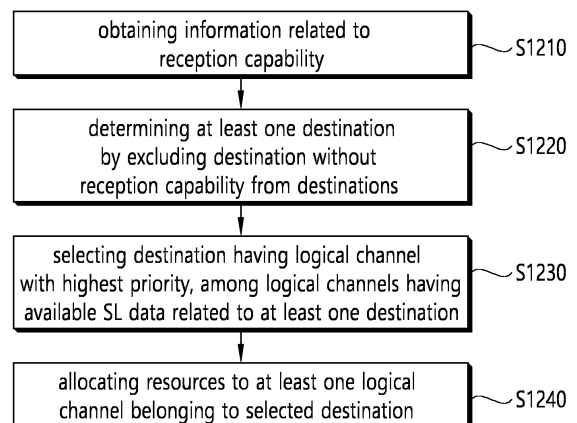 obtaining information related to
reception capability
S1210
determining at least one destination
by excluding destination without
reception capability from destinations
S1220
selecting destination having logical channel
with highest priority, among logical channels having
available SL data related to at least one destination
S1230
allocating resources to at least one logical
channel belonging to selected destination
S1240